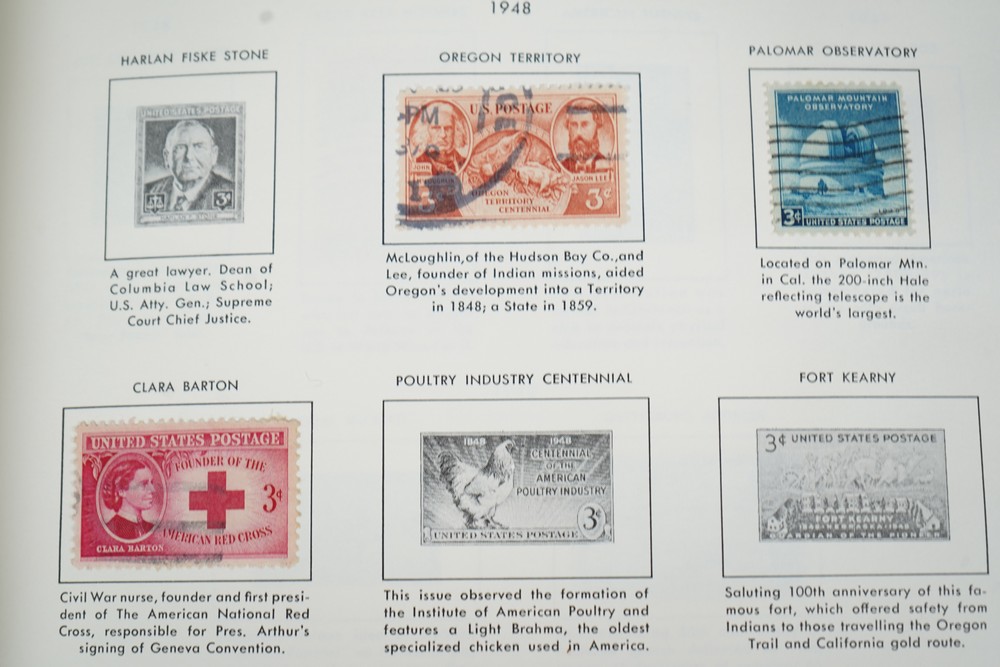 1948
HARLAN FISKE STONE
UNITED STATES POSTAGE
3¢
HARLAN F. STONE
A great lawyer. Dean of
Columbia Law School;
U.S. Atty. Gen.; Supreme
Court Chief Justice.
OREGON TERRITORY
PM
U.S. POSTAGE
JOHN
JASON LEE
OREGON
TERRITORY
CENTENNIAL
3¢
3¢
McLoughlin,of the Hudson Bay Co.,and
Lee, founder of Indian missions, aided
Oregon's development into a Territory
in 1848; a State in 1859.
PALOMAR OBSERVATORY
PALOMAR MOUNTAIN
OBSERVATORY
3¢ UNITED STATES POSTAGE
Located on Palomar Mtn.
in Cal. the 200-inch Hale
reflecting telescope is the
world's largest.
CLARA BARTON
UNITED STATES POSTAGE
FOUNDER OF THE
3¢
AMERICAN RED CROSS
CLARA BARTON
Civil War nurse, founder and first presi-
dent of The American National Red
Cross, responsible for Pres. Arthur's
signing of Geneva Convention.
POULTRY INDUSTRY CENTENNIAL
1848 1948
CENTENNIAL
OF THE
AMERICAN
POULTRY INDUSTRY
UNITED STATES POSTAGE 3¢
This issue observed the formation of
the Institute of American Poultry and
features a Light Brahma, the oldest
specialized chicken used in America.
FORT KEARNY
3¢ UNITED STATES POSTAGE
FORT KEARNY
GUARDIAN OF THE PIONEER
Saluting 100th anniversary of this fa-
mous fort, which offered safety from
Indians to those travelling the Oregon
Trail and California gold route.